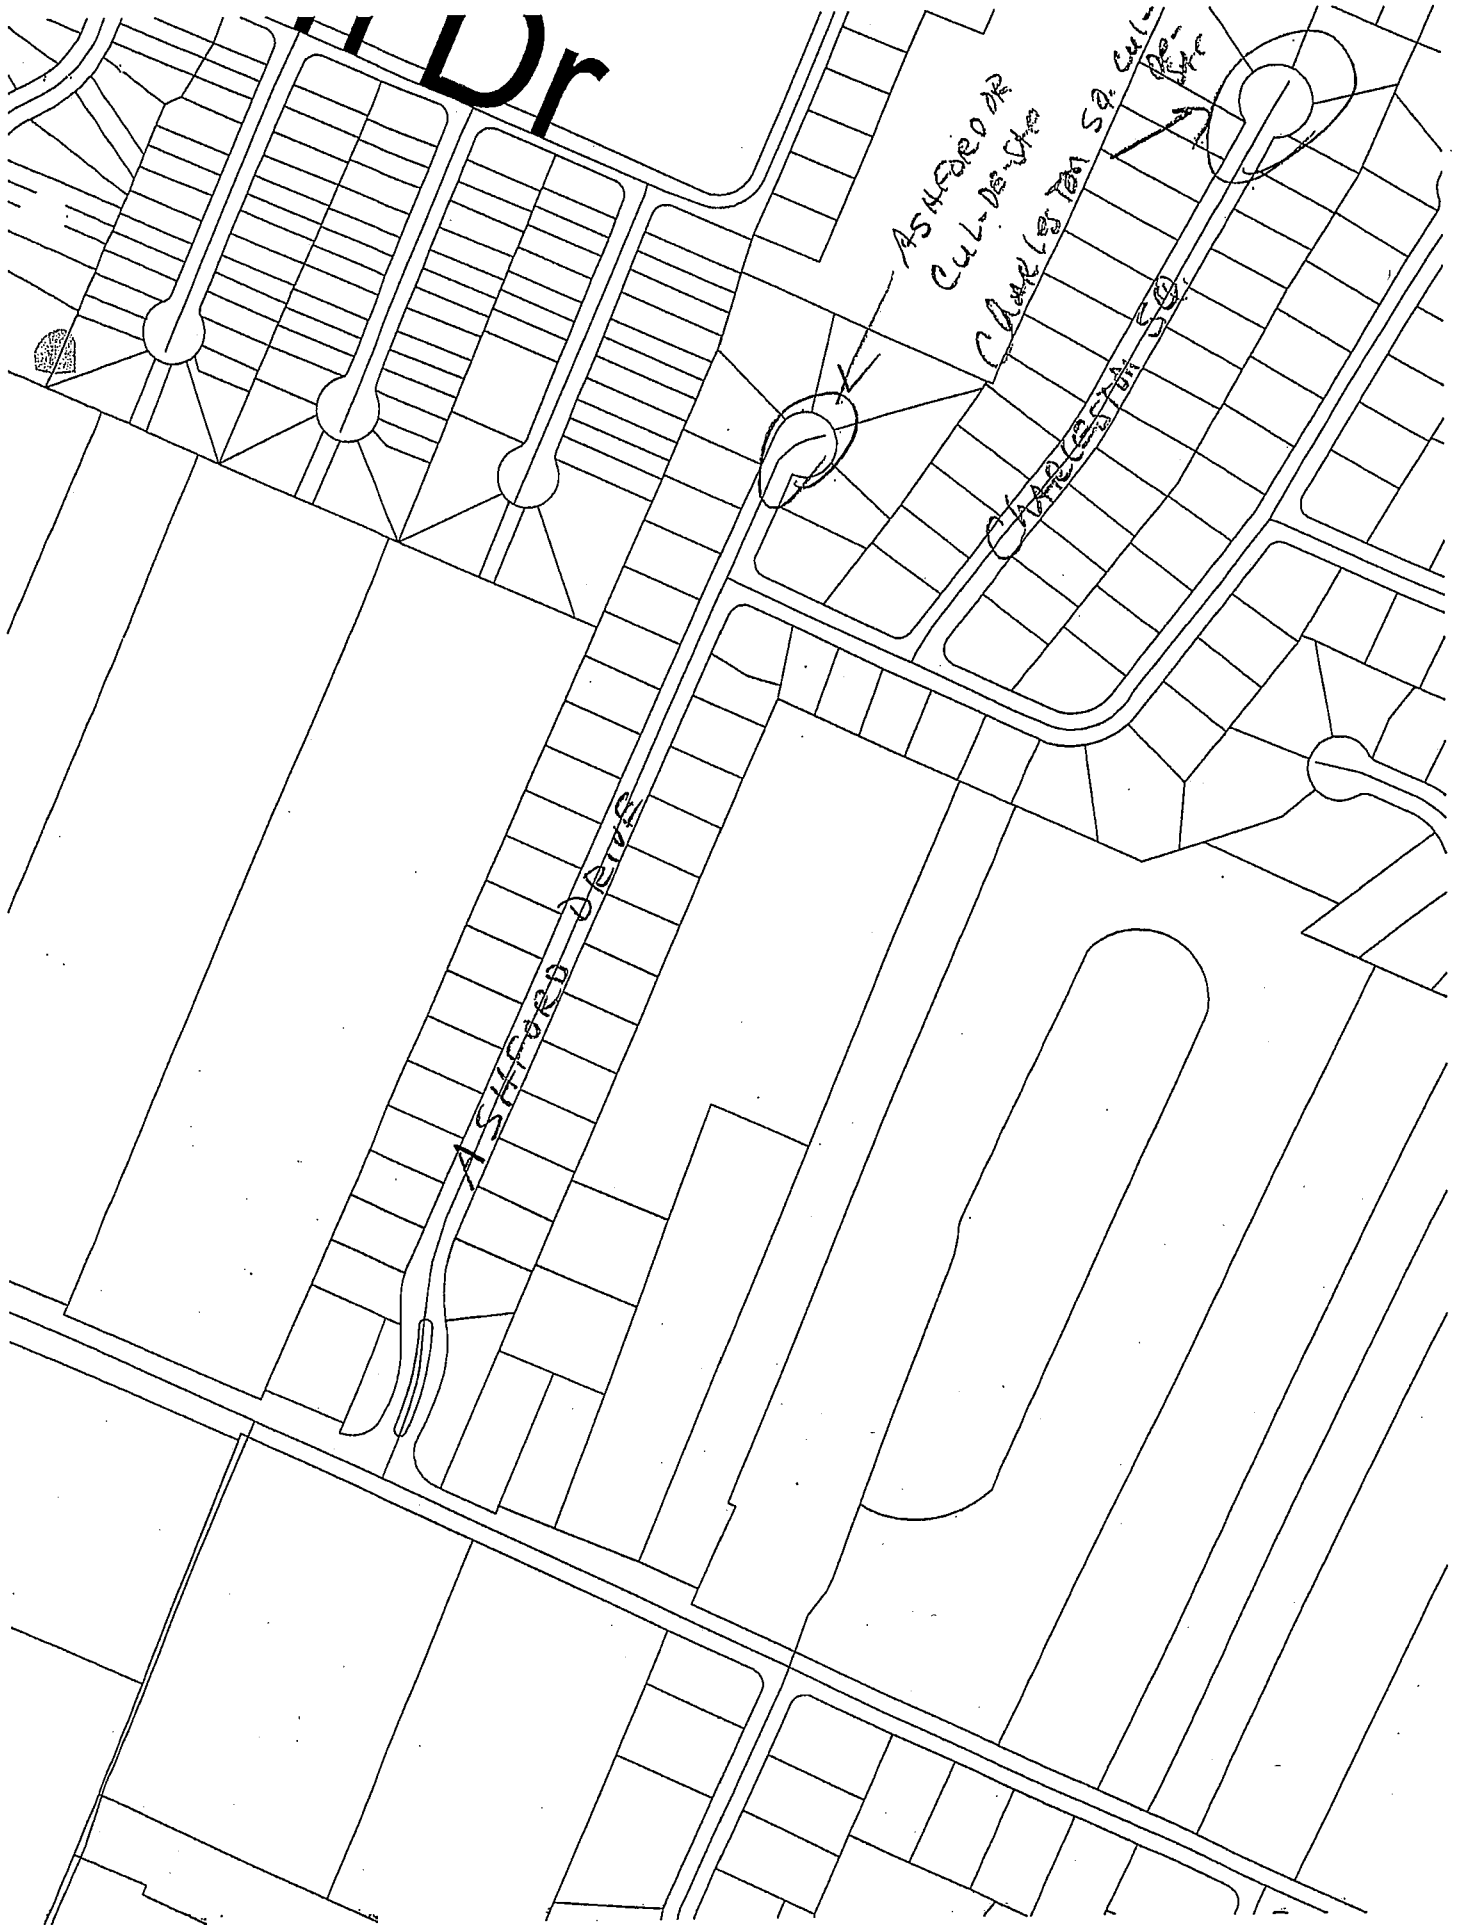 n Dr
ASHFORD DR
CUL-DE-SAC
CHARLESTON SQ. CUL-
DE-
SAC
CHARLESTON SQ.
ASHFORD DRIVE